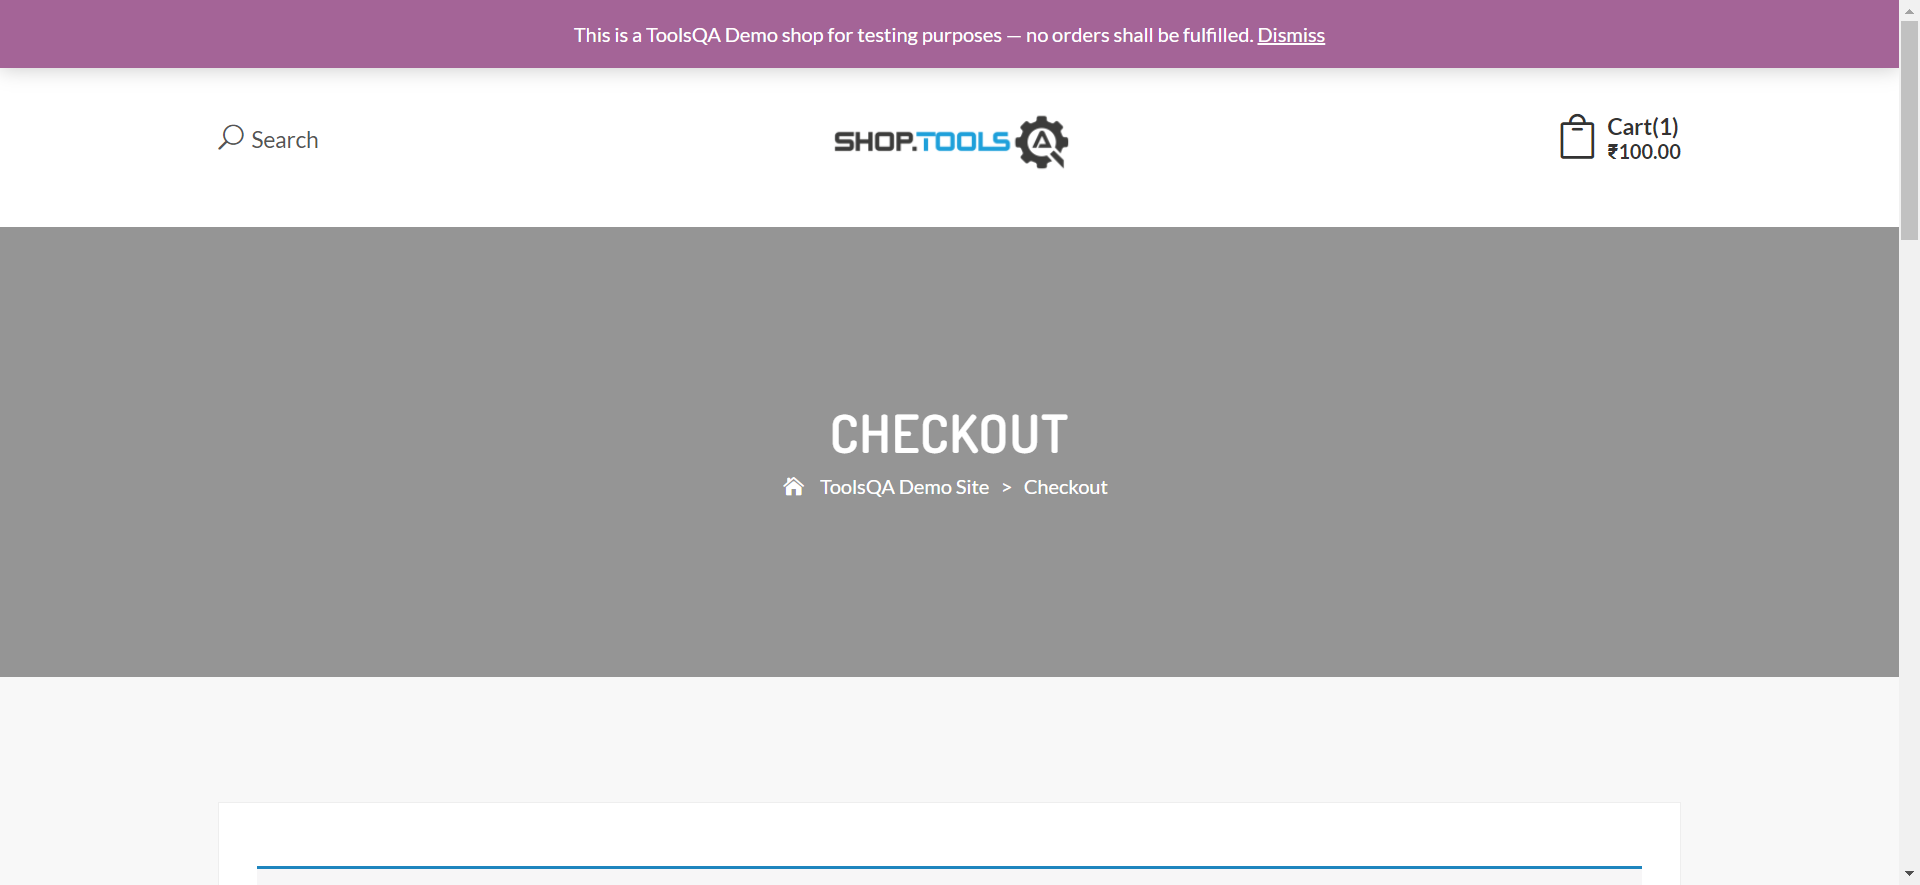 This is a ToolsQA Demo shop for testing purposes — no orders shall be fulfilled. Dismiss
Search
SHOP.TOOLS
Cart(1)
₹100.00
CHECKOUT
ToolsQA Demo Site > Checkout